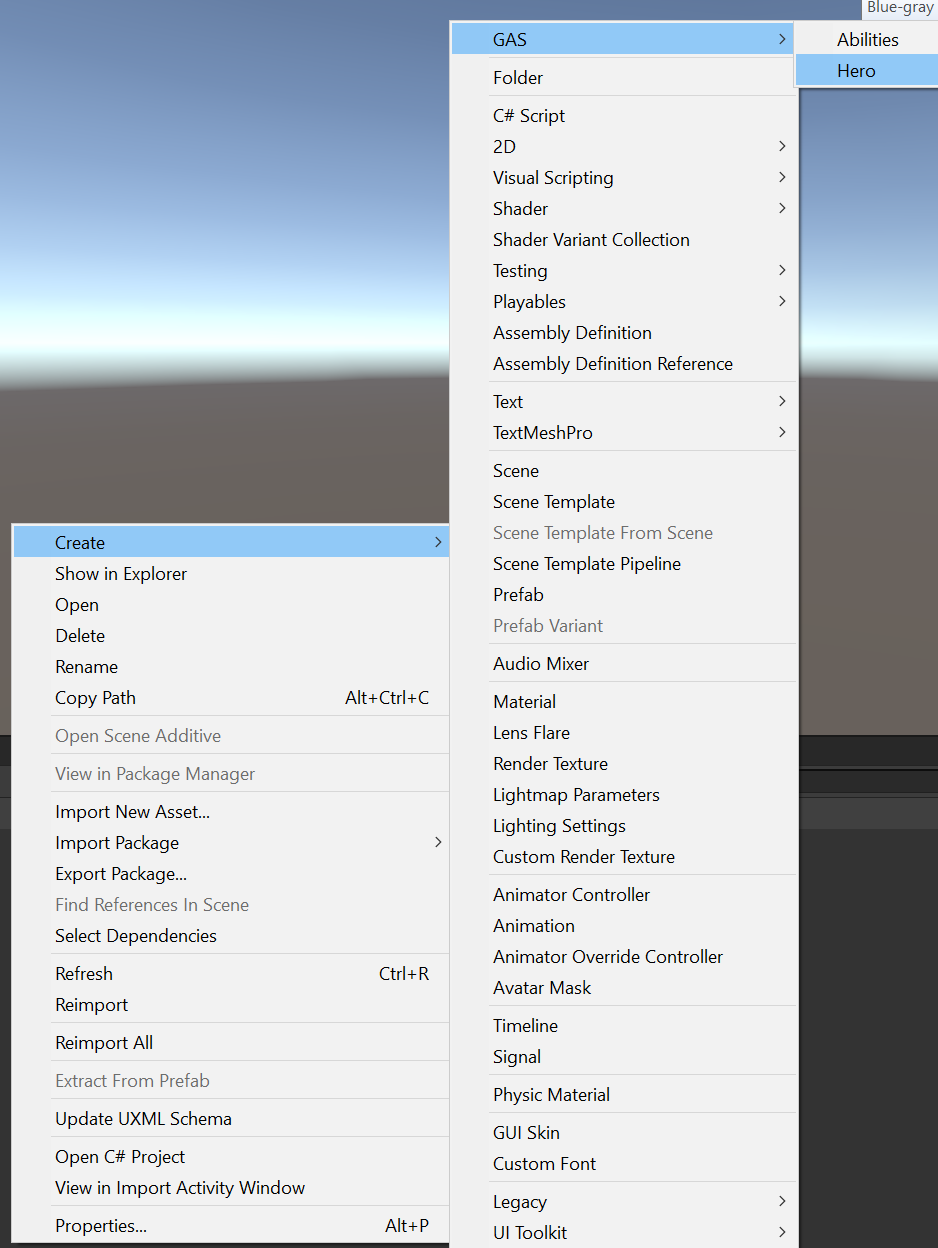 Blue-gray
GAS
Abilities
Hero
Folder
C# Script
2D
Visual Scripting
Shader
Shader Variant Collection
Testing
Playables
Assembly Definition
Assembly Definition Reference
Text
TextMeshPro
Scene
Scene Template
Scene Template From Scene
Scene Template Pipeline
Prefab
Prefab Variant
Audio Mixer
Material
Lens Flare
Render Texture
Lightmap Parameters
Lighting Settings
Custom Render Texture
Animator Controller
Animation
Animator Override Controller
Avatar Mask
Timeline
Signal
Physic Material
GUI Skin
Custom Font
Legacy
UI Toolkit
Create
Show in Explorer
Open
Delete
Rename
Copy Path Alt+Ctrl+C
Open Scene Additive
View in Package Manager
Import New Asset...
Import Package
Export Package...
Find References In Scene
Select Dependencies
Refresh Ctrl+R
Reimport
Reimport All
Extract From Prefab
Update UXML Schema
Open C# Project
View in Import Activity Window
Properties... Alt+P